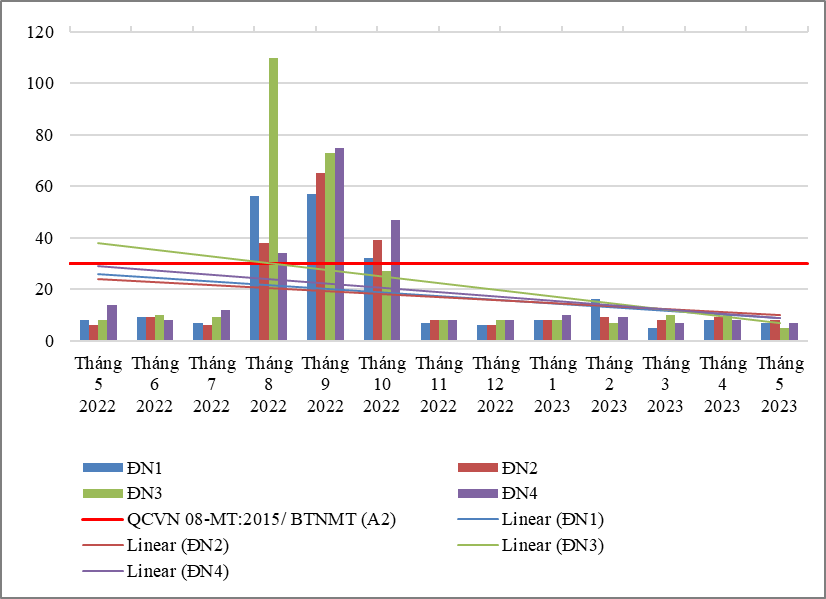 120
100
80
60
40
20
0
Tháng Tháng Tháng Tháng Tháng Tháng Tháng Tháng Tháng Tháng Tháng Tháng Tháng
5 6 7 8 9 10 11 12 1 2 3 4 5
2022 2022 2022 2022 2022 2022 2022 2022 2023 2023 2023 2023 2023
ĐN1 ĐN2
ĐN3 ĐN4
QCVN 08-MT:2015/ BTNMT (A2) Linear (ĐN1)
Linear (ĐN2) Linear (ĐN3)
Linear (ĐN4)